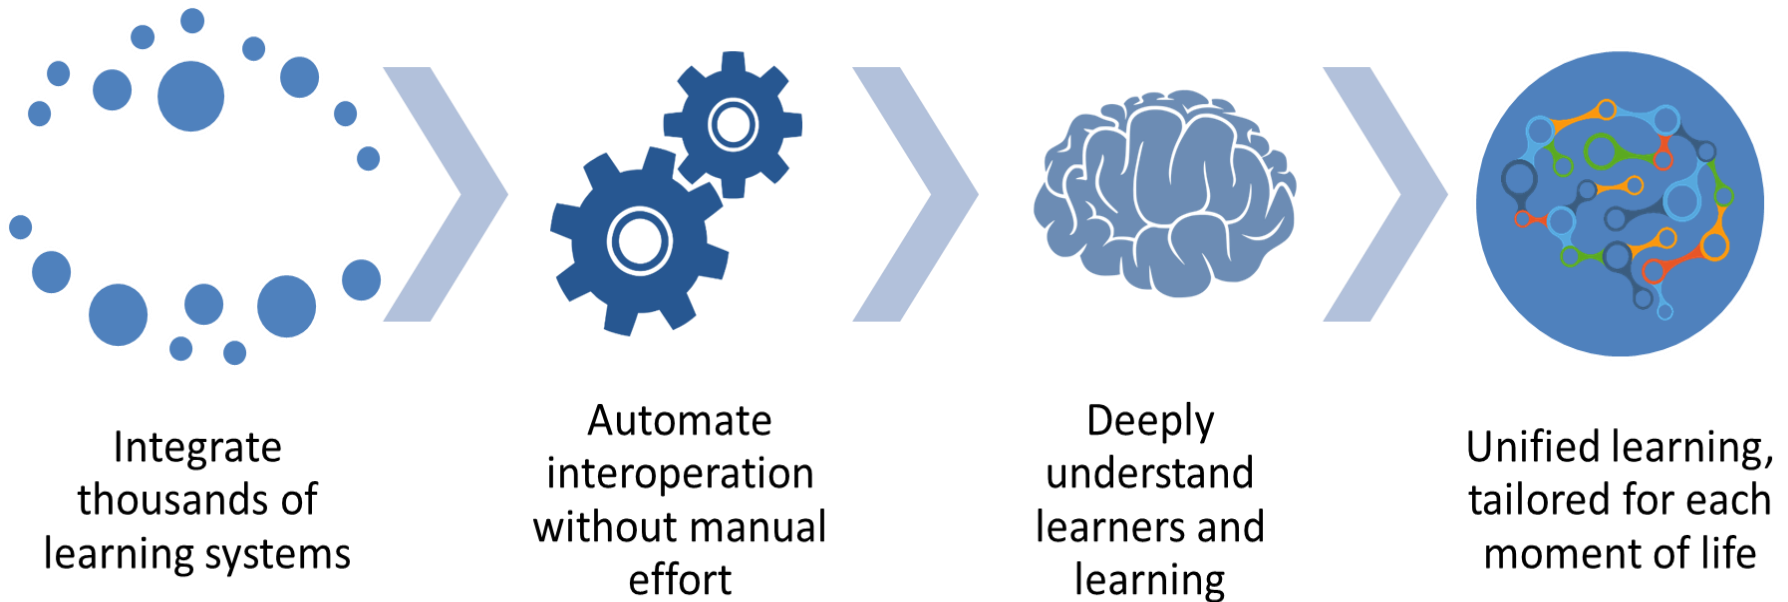 Integrate
thousands of
learning systems
Automate
interoperation
without manual
effort
Deeply
understand
learners and
learning
Unified learning,
tailored for each
moment of life